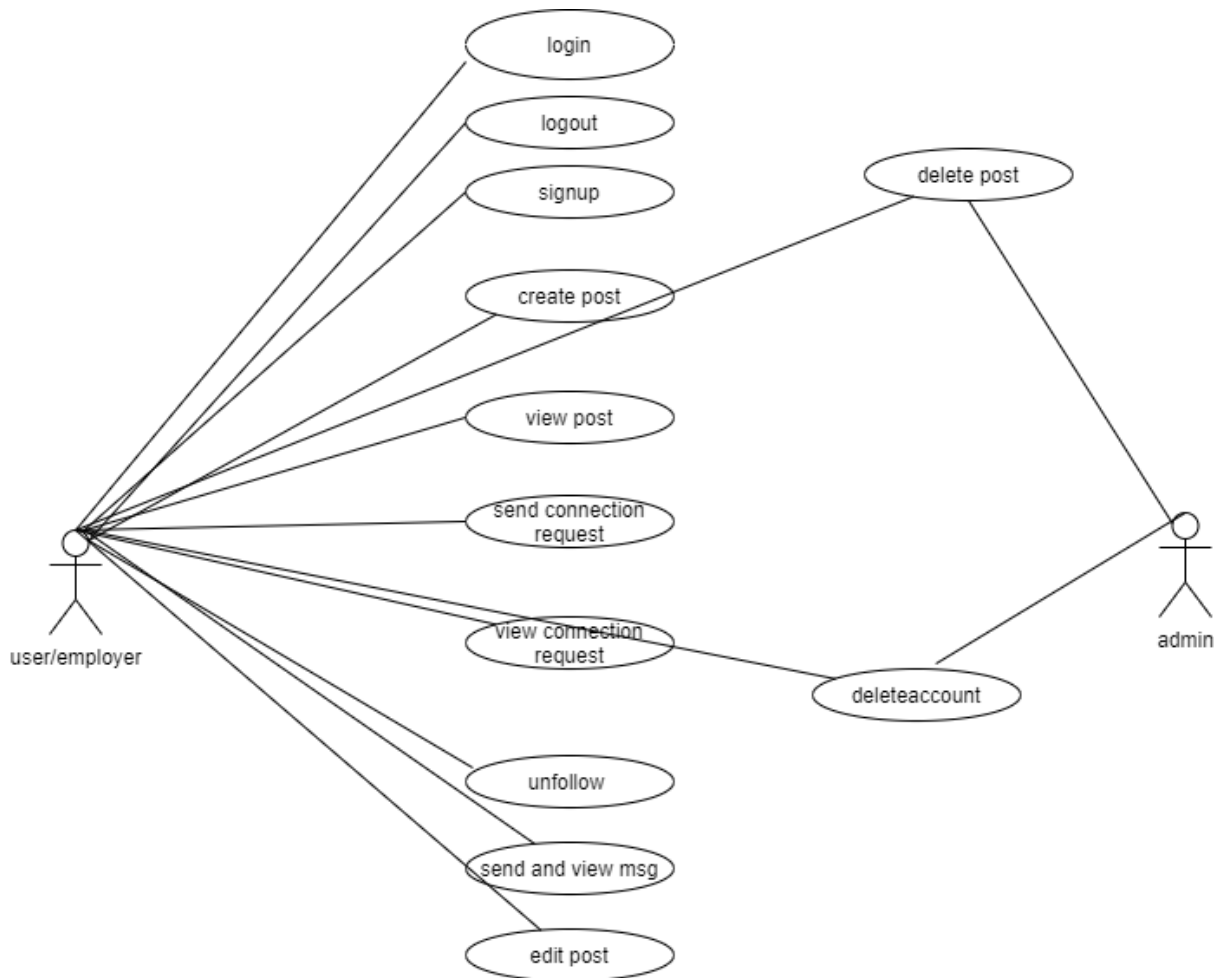 login
logout
signup
delete post
create post
view post
send connection
request
view connection
request
user/employer
admin
deleteaccount
unfollow
send and view msg
edit post